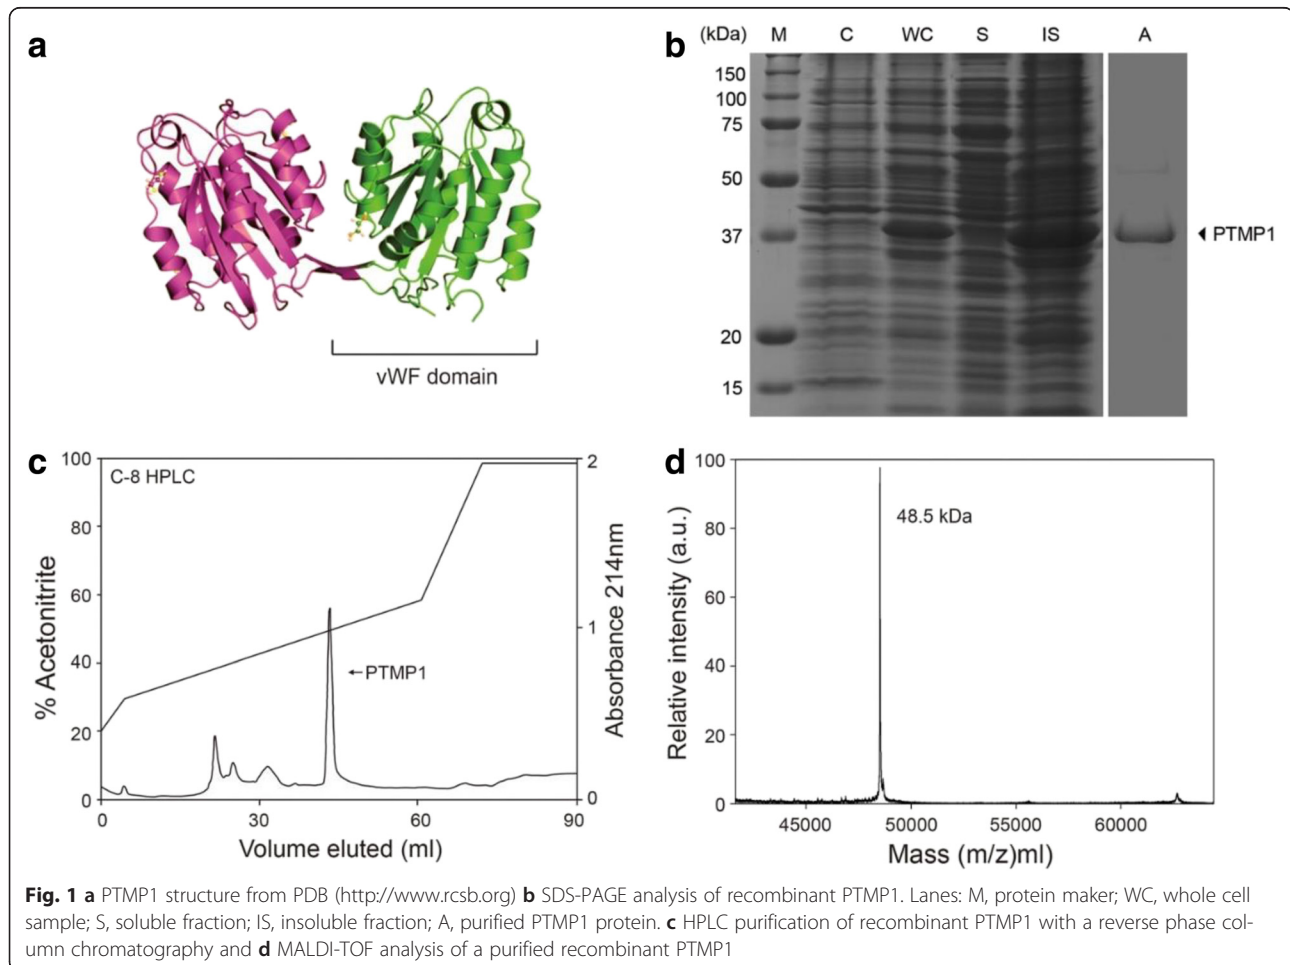 a
vWF domain
b
(kDa) M C WC S IS A
150
100
75
50
37
20
15
PTMP1
c
C-8 HPLC
100
80
60
40
20
0
% Acetonitrite
2
1
0
Absorbance 214nm
PTMP1
0 30 60 90
Volume eluted (ml)
d
100
80
60
40
20
0
Relative intensity (a.u.)
48.5 kDa
45000 50000 55000 60000
Mass (m/z)ml)
Fig. 1 a PTMP1 structure from PDB (http://www.rcsb.org) b SDS-PAGE analysis of recombinant PTMP1. Lanes: M, protein maker; WC, whole cell
sample; S, soluble fraction; IS, insoluble fraction; A, purified PTMP1 protein. c HPLC purification of recombinant PTMP1 with a reverse phase col-
umn chromatography and d MALDI-TOF analysis of a purified recombinant PTMP1